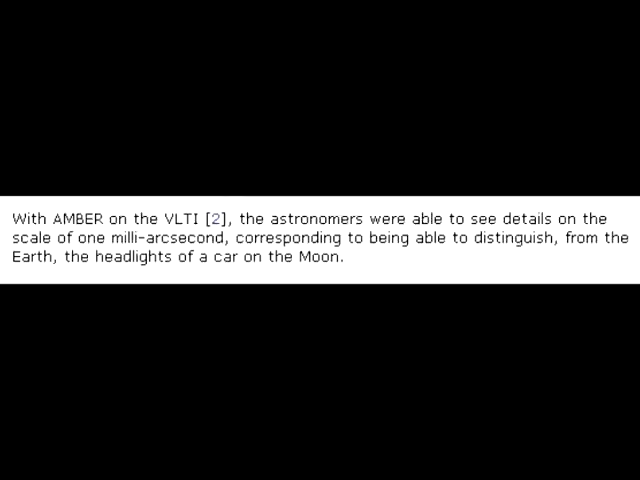 With AMBER on the VLTI [2], the astronomers were able to see details on the
scale of one milli-arcsecond, corresponding to being able to distinguish, from the
Earth, the headlights of a car on the Moon.